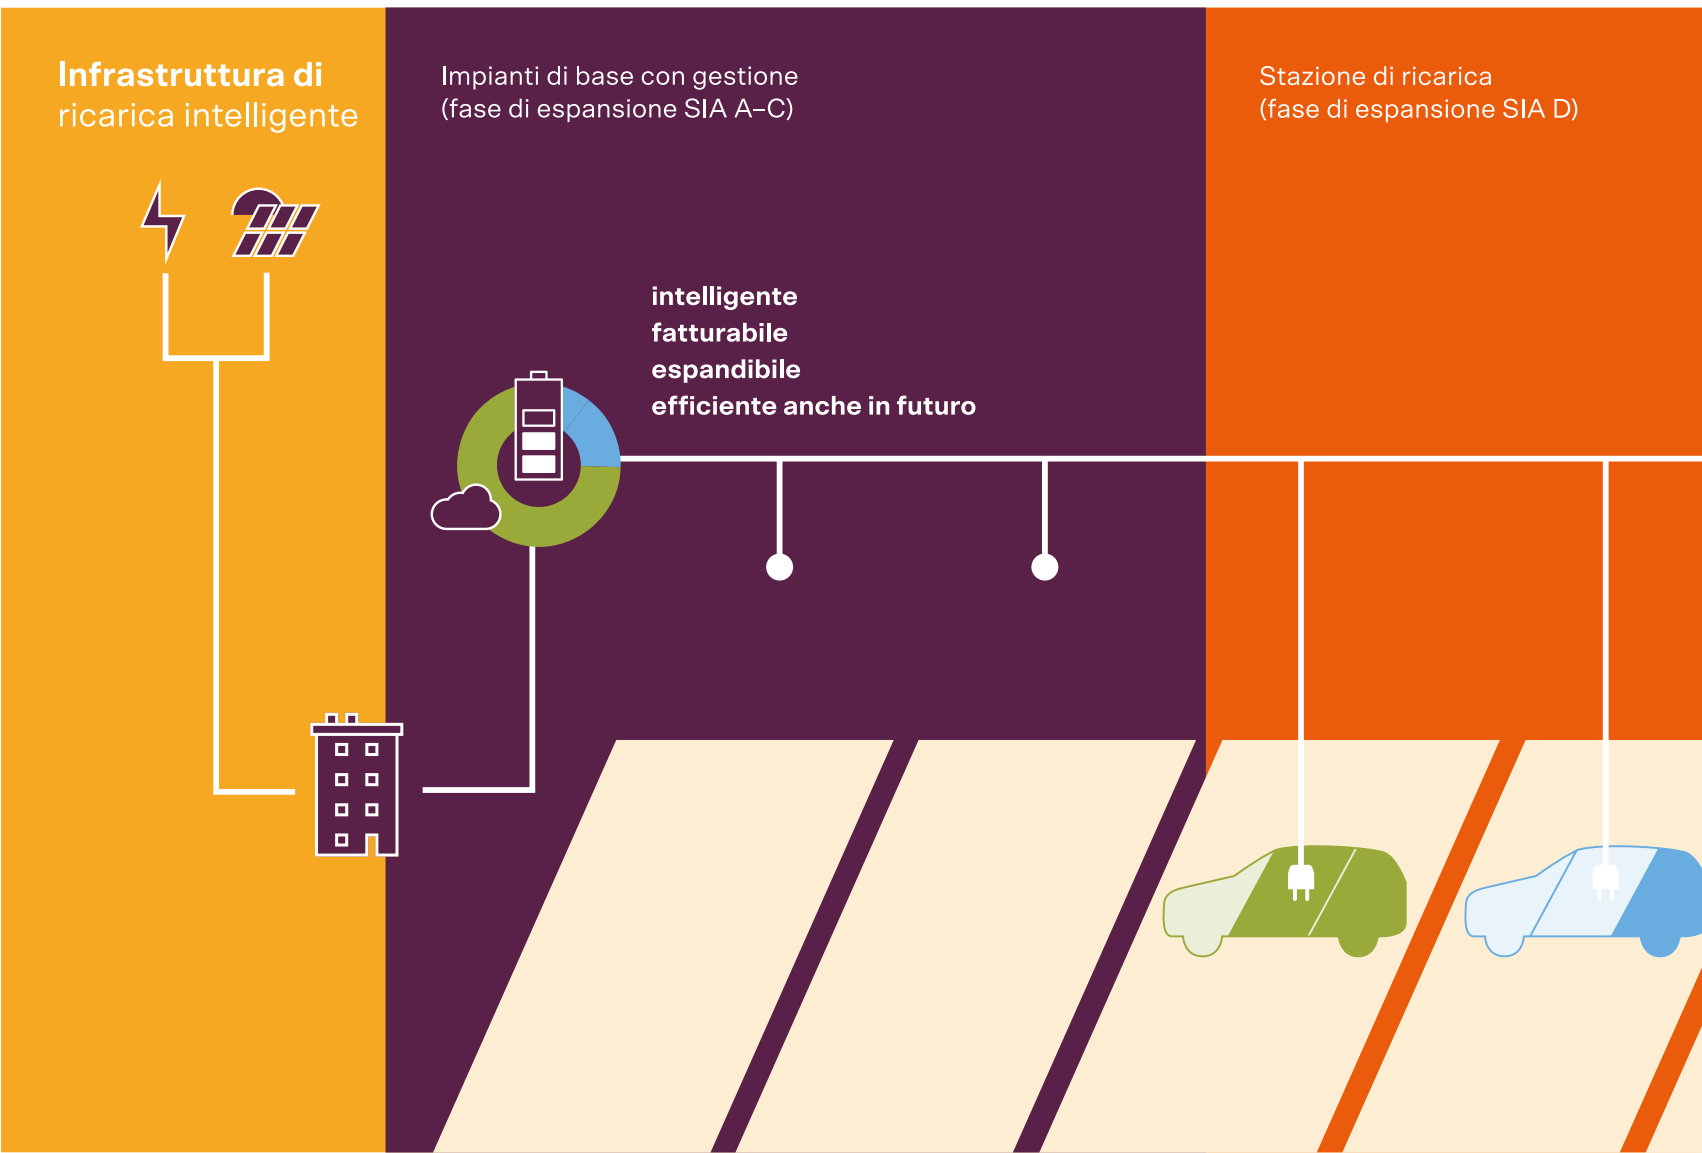 Infrastruttura di
ricarica intelligente
Impianti di base con gestione
(fase di espansione SIA A–C)
Stazione di ricarica
(fase di espansione SIA D)
intelligente
fatturabile
espandibile
efficiente anche in futuro